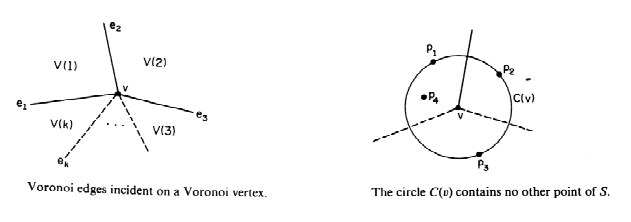 e2
V(1)
V(2)
v
e1
e3
V(k)
...
V(3)
ek
Voronoi edges incident on a Voronoi vertex.
p1
p2
p4
C(v)
v
p3
The circle C(v) contains no other point of S.